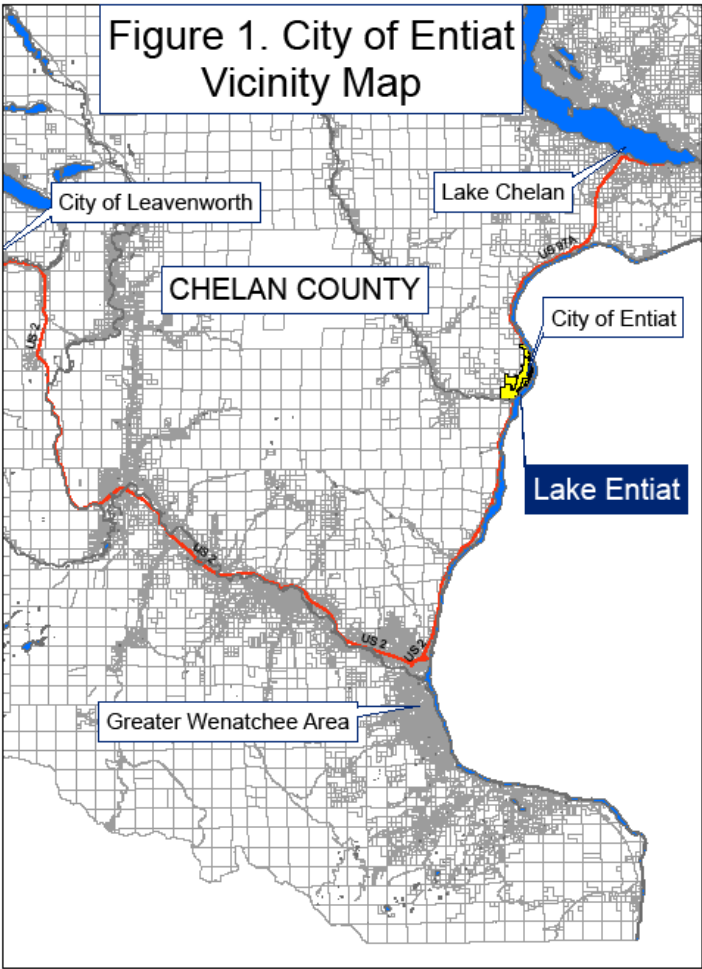 Figure 1. City of Entiat
Vicinity Map
Lake Chelan
City of Leavenworth
US 97A
CHELAN COUNTY
City of Entiat
US 2
Lake Entiat
US 2
US 2
US 2
Greater Wenatchee Area